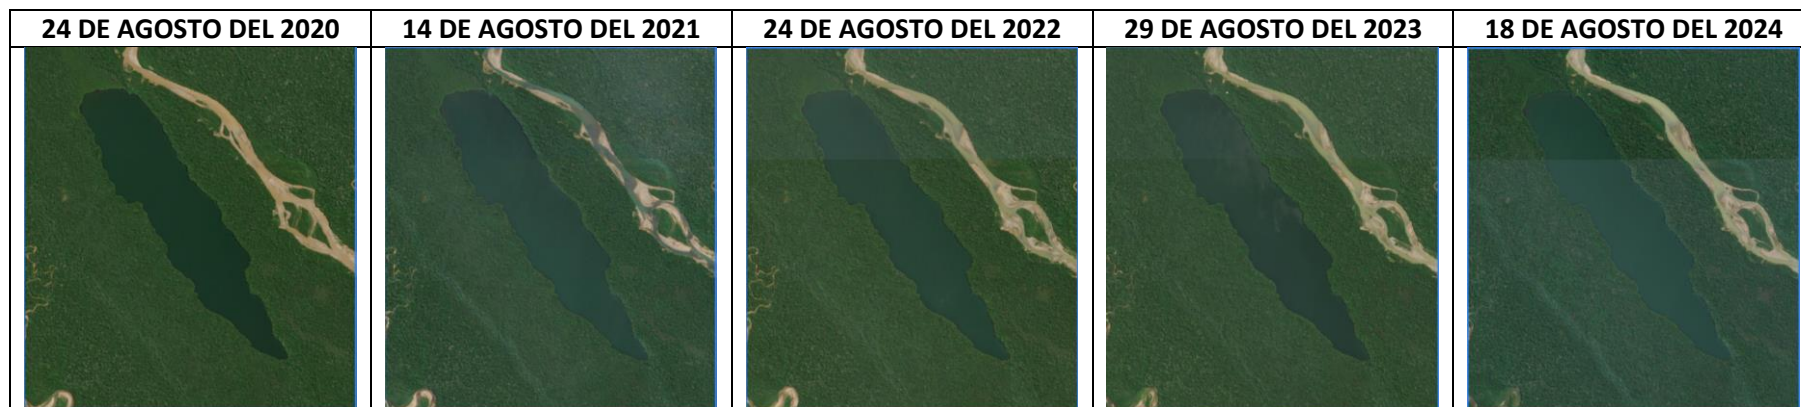 24 DE AGOSTO DEL 2020
14 DE AGOSTO DEL 2021
24 DE AGOSTO DEL 2022
29 DE AGOSTO DEL 2023
18 DE AGOSTO DEL 2024